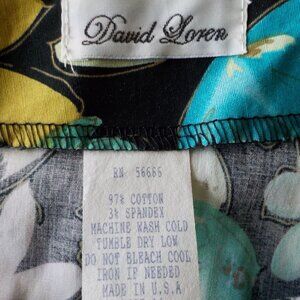 David Loren
RN 56666
97% COTTON
3% SPANDEX
MACHINE WASH COLD
TUMBLE DRY LOW
DO NOT BLEACH COOL
IRON IF NEEDED
MADE IN U.S.A